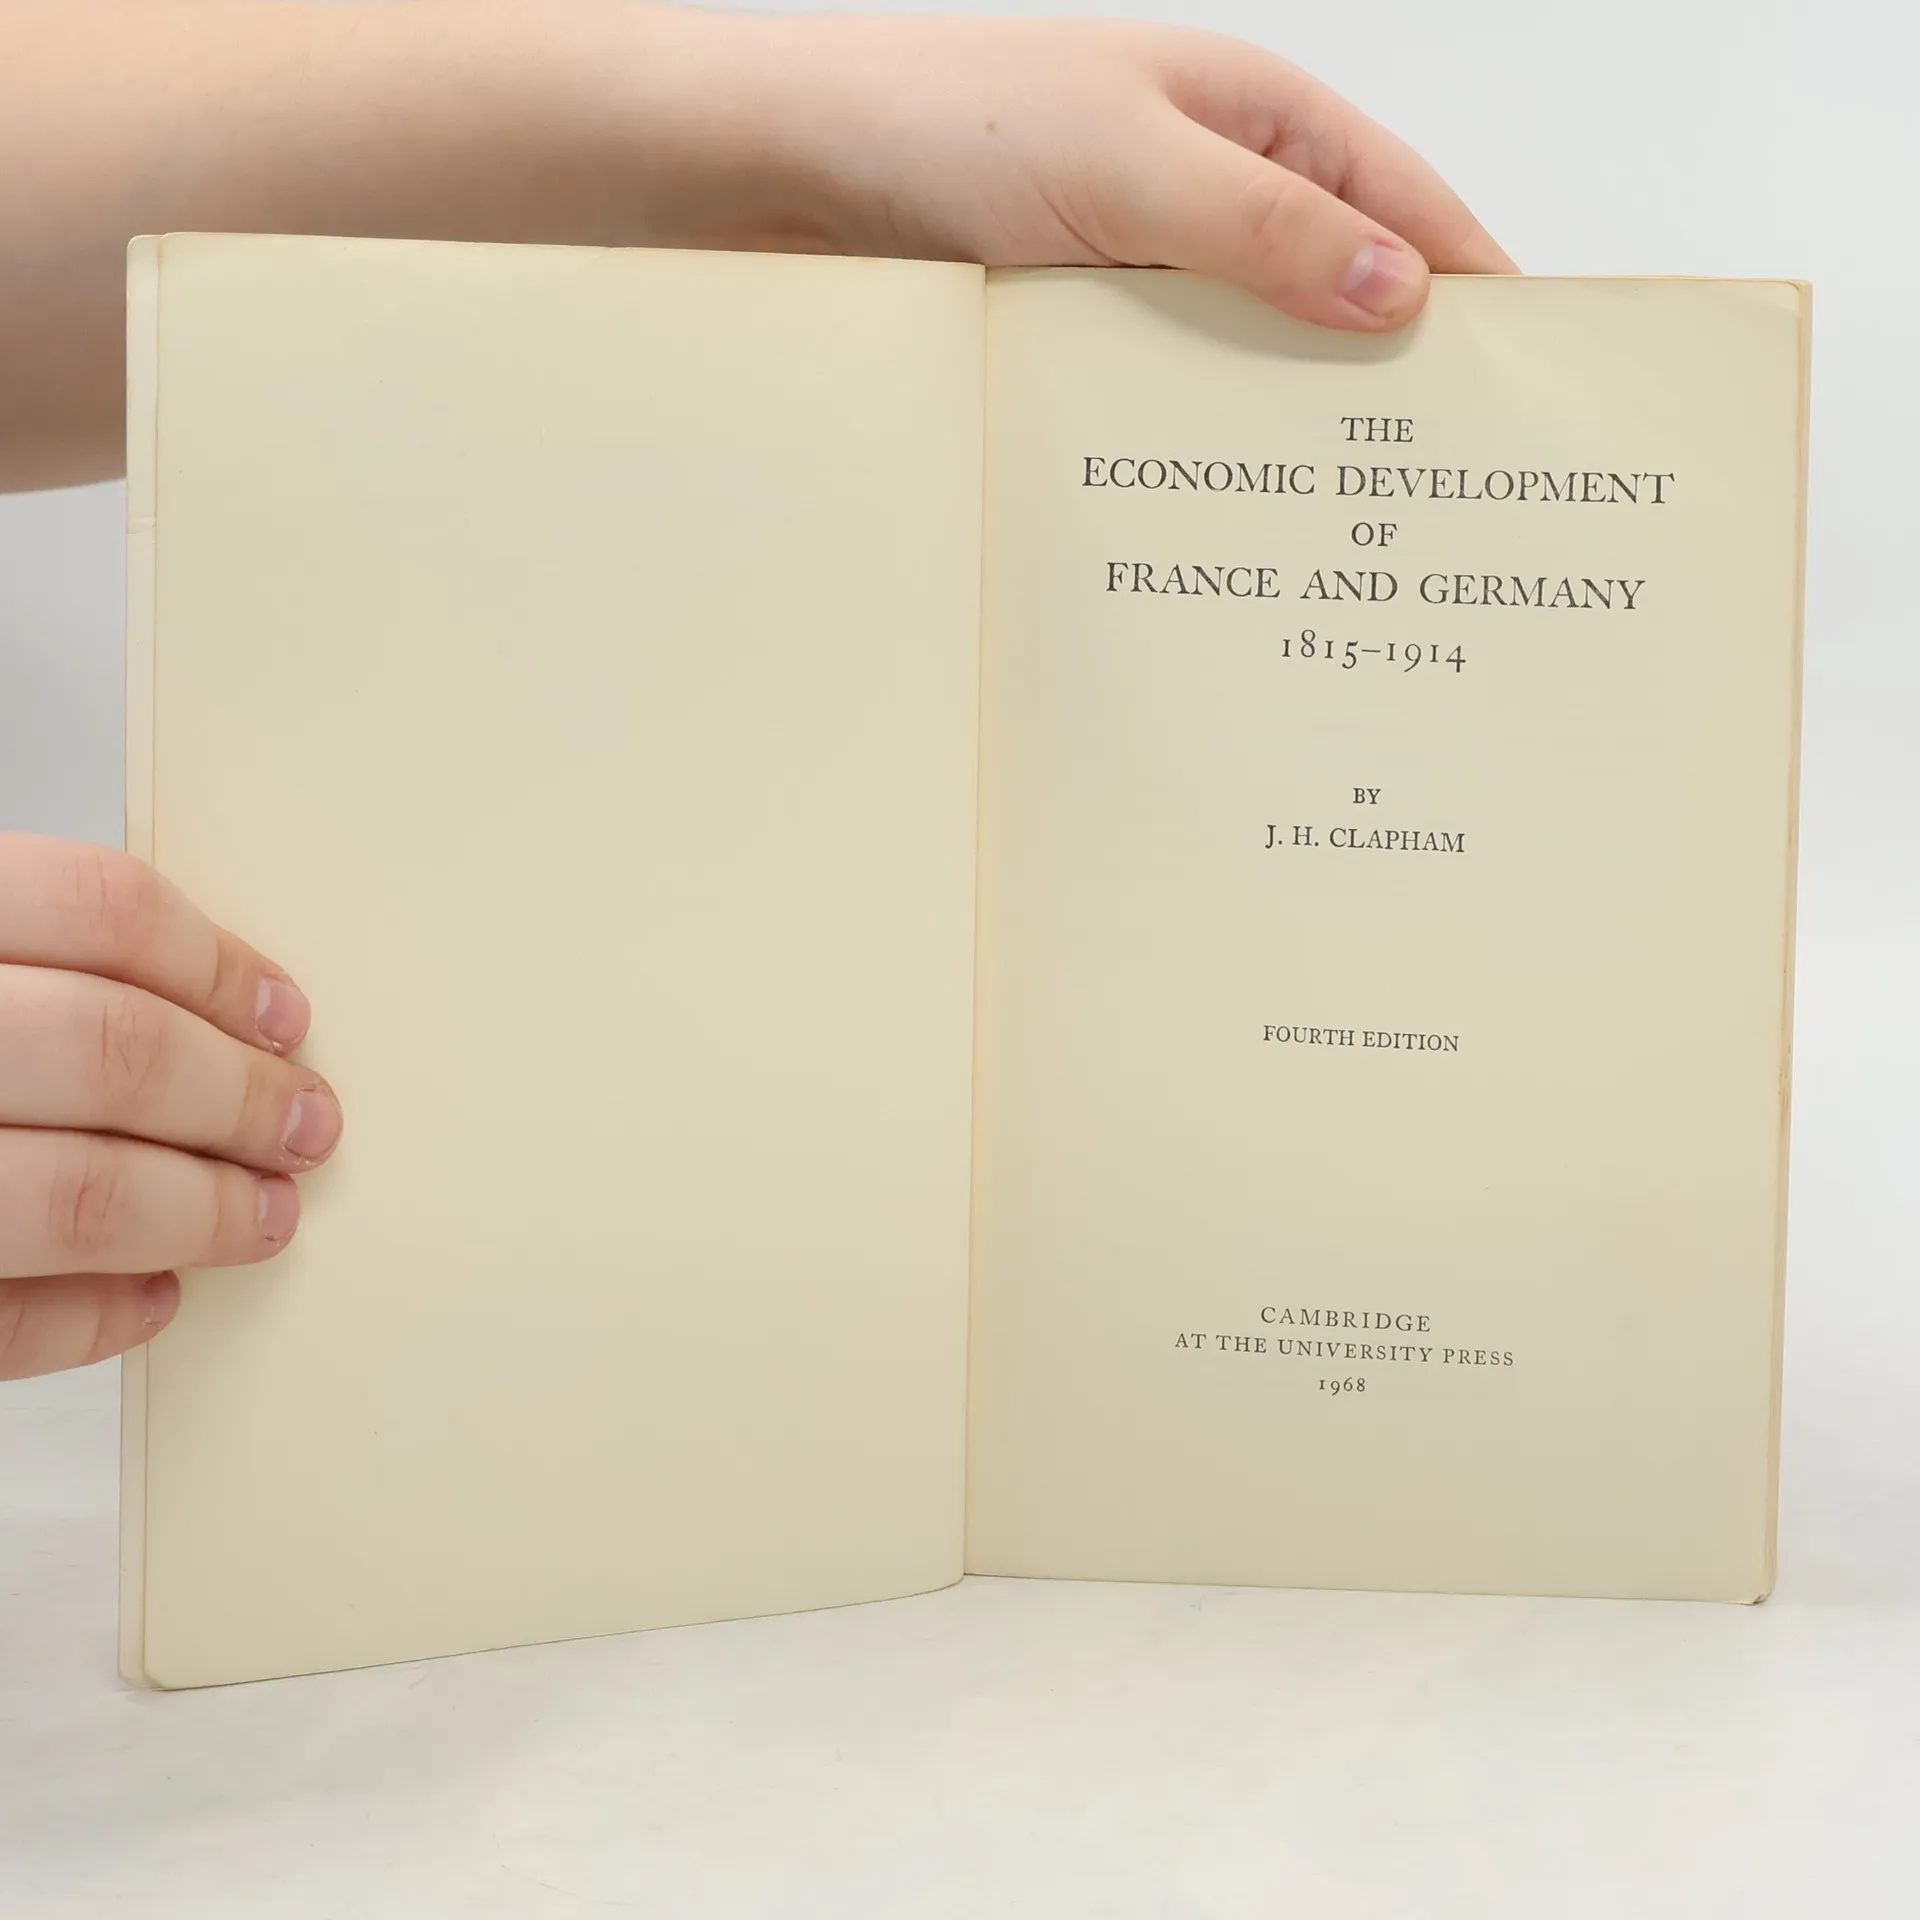 THE
ECONOMIC DEVELOPMENT
OF
FRANCE AND GERMANY
1815–1914
BY
J. H. CLAPHAM
FOURTH EDITION
CAMBRIDGE
AT THE UNIVERSITY PRESS
1968